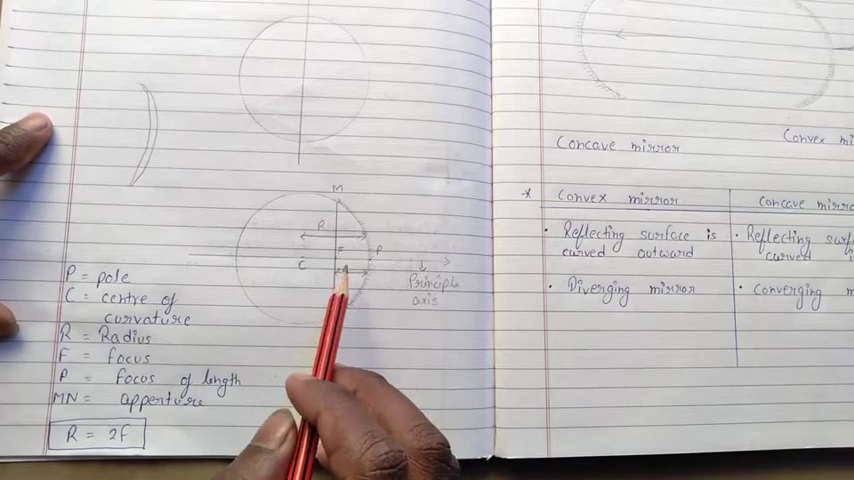 M
R
F
P
C
Principle
axis
P = pole
C = centre of
curvature
R = Radius
F = focus
P = focus of length
MN = apperture
R = 2F
Concave mirror
Convex mi
* Convex mirror
Concave mirro
• Reflecting surface is
curved outward
• Reflecting surf
curved i
• Diverging mirror
• Converging m